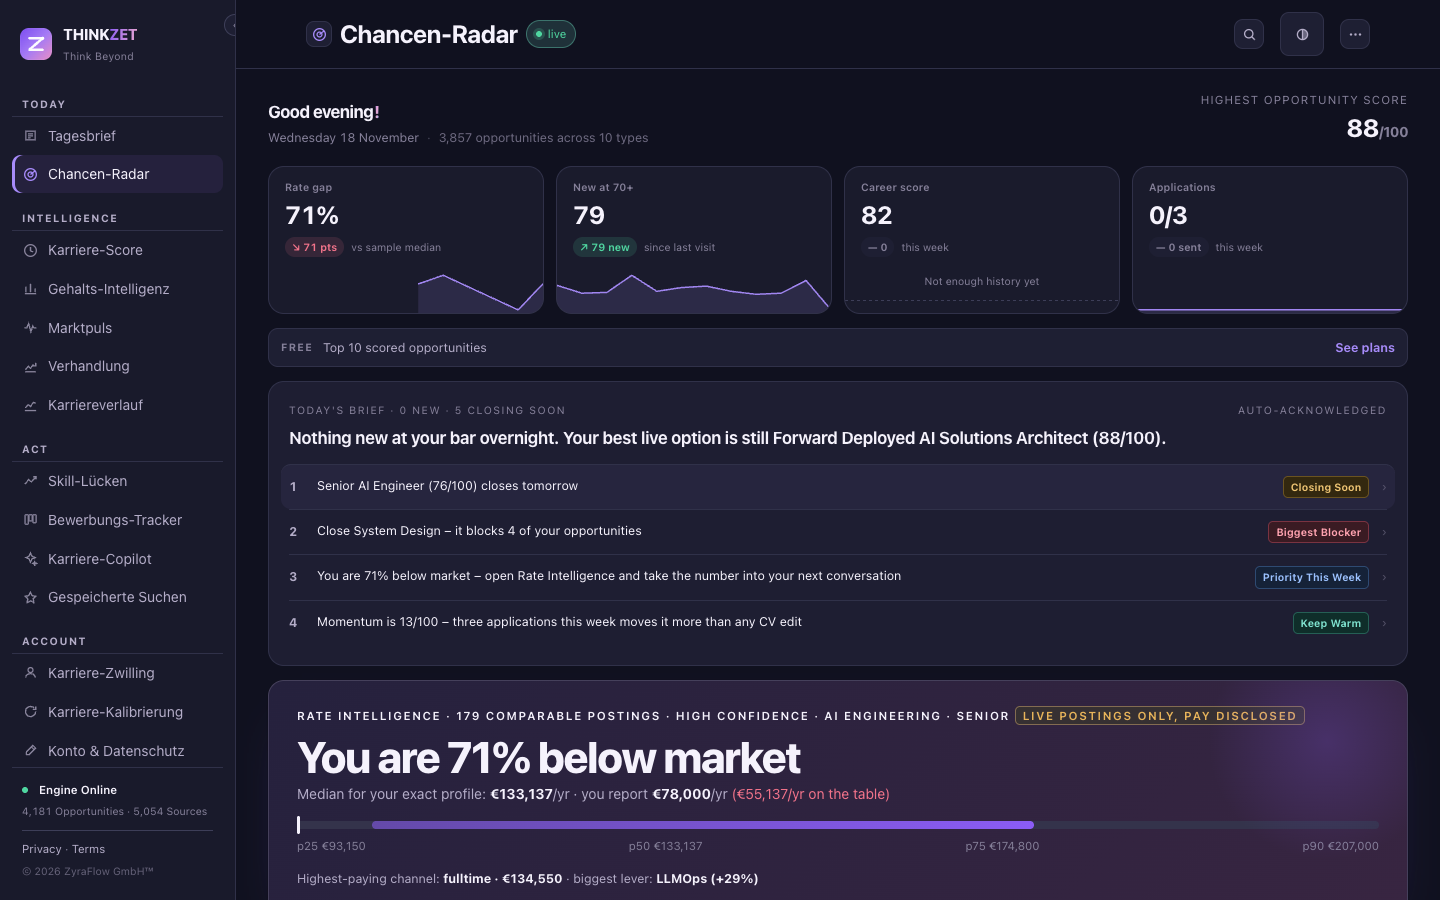 THINKZET
Think Beyond
TODAY
Tagesbrief
Chancen-Radar
INTELLIGENCE
Karriere-Score
Gehalts-Intelligenz
Marktpuls
Verhandlung
Karriereverlauf
ACT
Skill-Lücken
Bewerbungs-Tracker
Karriere-Copilot
Gespeicherte Suchen
ACCOUNT
Karriere-Zwilling
Karriere-Kalibrierung
Konto & Datenschutz
Engine Online
4,181 Opportunities · 5,054 Sources
Privacy · Terms
© 2026 ZyraFlow GmbH™
Chancen-Radar live
Good evening!
Wednesday 18 November · 3,857 opportunities across 10 types
HIGHEST OPPORTUNITY SCORE
88/100
Rate gap
71%
↘ 71 pts vs sample median
New at 70+
79
↗ 79 new since last visit
Career score
82
— 0 this week
Not enough history yet
Applications
0/3
— 0 sent this week
FREE Top 10 scored opportunities See plans
TODAY'S BRIEF · 0 NEW · 5 CLOSING SOON AUTO-ACKNOWLEDGED
Nothing new at your bar overnight. Your best live option is still Forward Deployed AI Solutions Architect (88/100).
1 Senior AI Engineer (76/100) closes tomorrow Closing Soon
2 Close System Design – it blocks 4 of your opportunities Biggest Blocker
3 You are 71% below market – open Rate Intelligence and take the number into your next conversation Priority This Week
4 Momentum is 13/100 – three applications this week moves it more than any CV edit Keep Warm
RATE INTELLIGENCE · 179 COMPARABLE POSTINGS · HIGH CONFIDENCE · AI ENGINEERING · SENIOR LIVE POSTINGS ONLY, PAY DISCLOSED
You are 71% below market
Median for your exact profile: €133,137/yr · you report €78,000/yr (€55,137/yr on the table)
p25 €93,150 p50 €133,137 p75 €174,800 p90 €207,000
Highest-paying channel: fulltime · €134,550 · biggest lever: LLMOps (+29%)